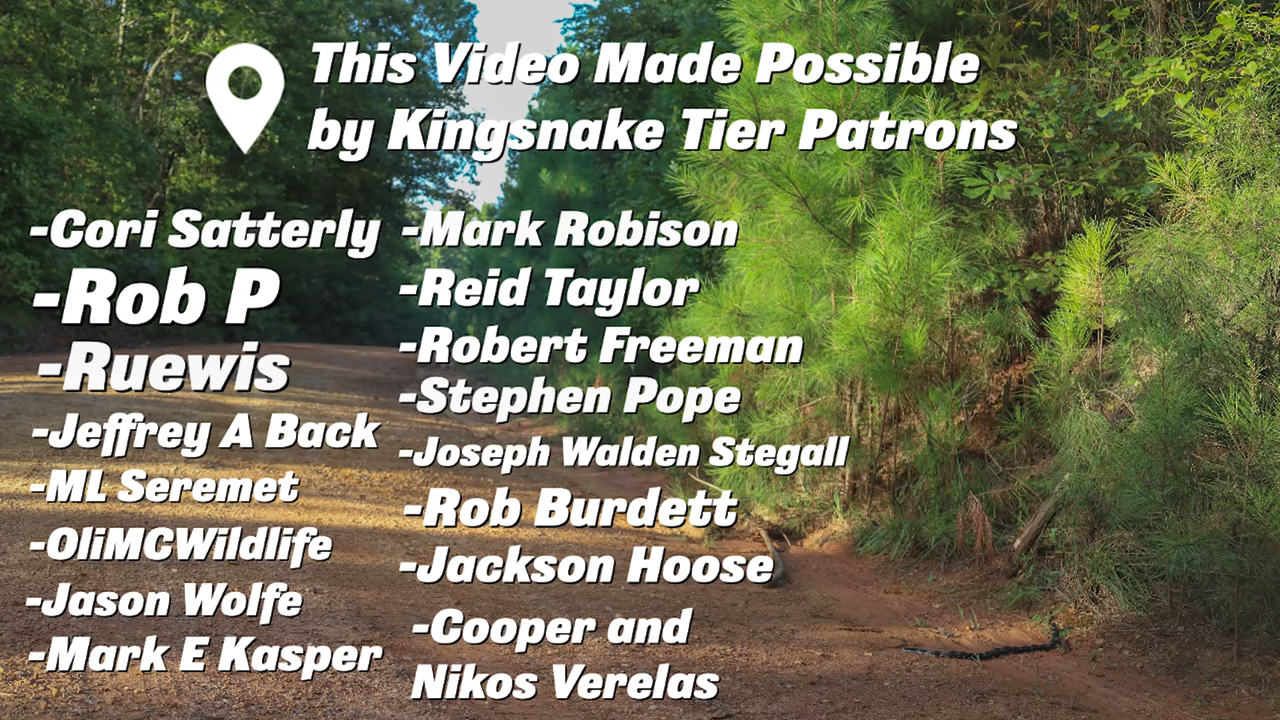 This Video Made Possible
by Kingsnake Tier Patrons
-Cori Satterly
-Rob P
-Ruewis
-Jeffrey A Back
-ML Seremet
-OliMCWildlife
-Jason Wolfe
-Mark E Kasper
-Mark Robison
-Reid Taylor
-Robert Freeman
-Stephen Pope
-Joseph Walden Stegall
-Rob Burdett
-Jackson Hoose
-Cooper and
Nikos Verelas